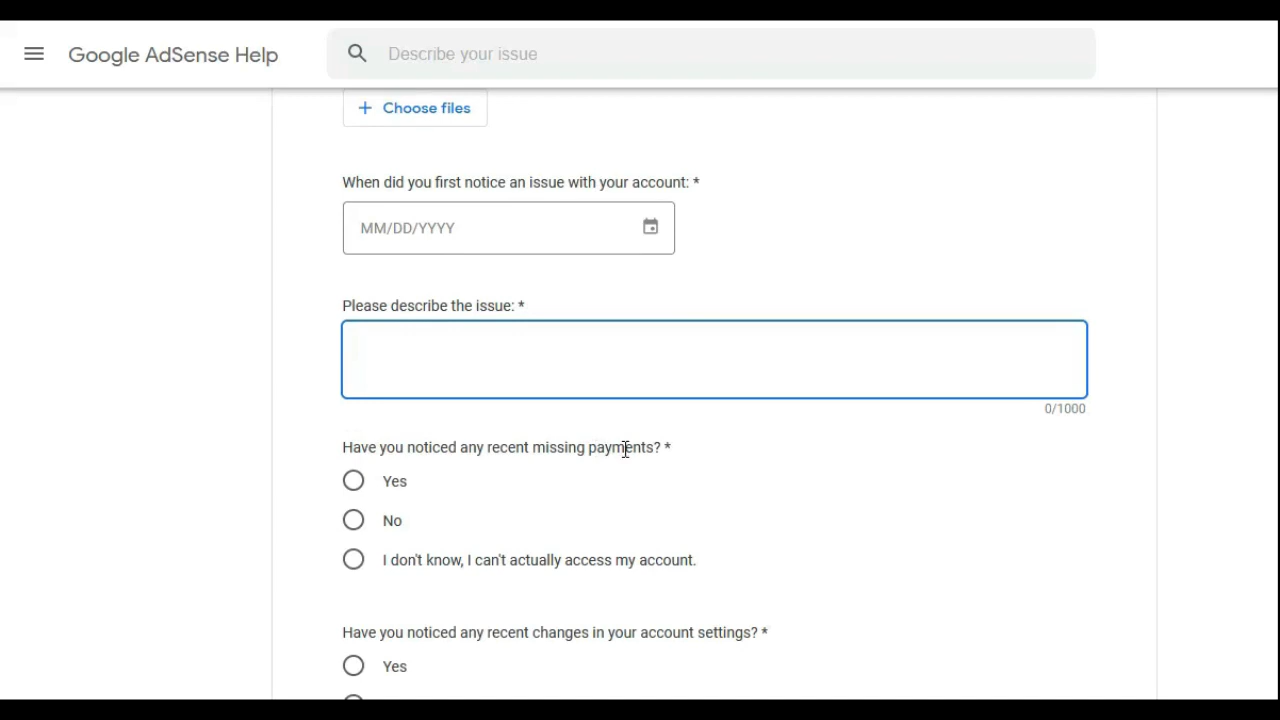 Google AdSense Help
Describe your issue
+ Choose files
When did you first notice an issue with your account: *
MM/DD/YYYY
Please describe the issue: *
0/1000
Have you noticed any recent missing payments? *
Yes
No
I don't know, I can't actually access my account.
Have you noticed any recent changes in your account settings? *
Yes